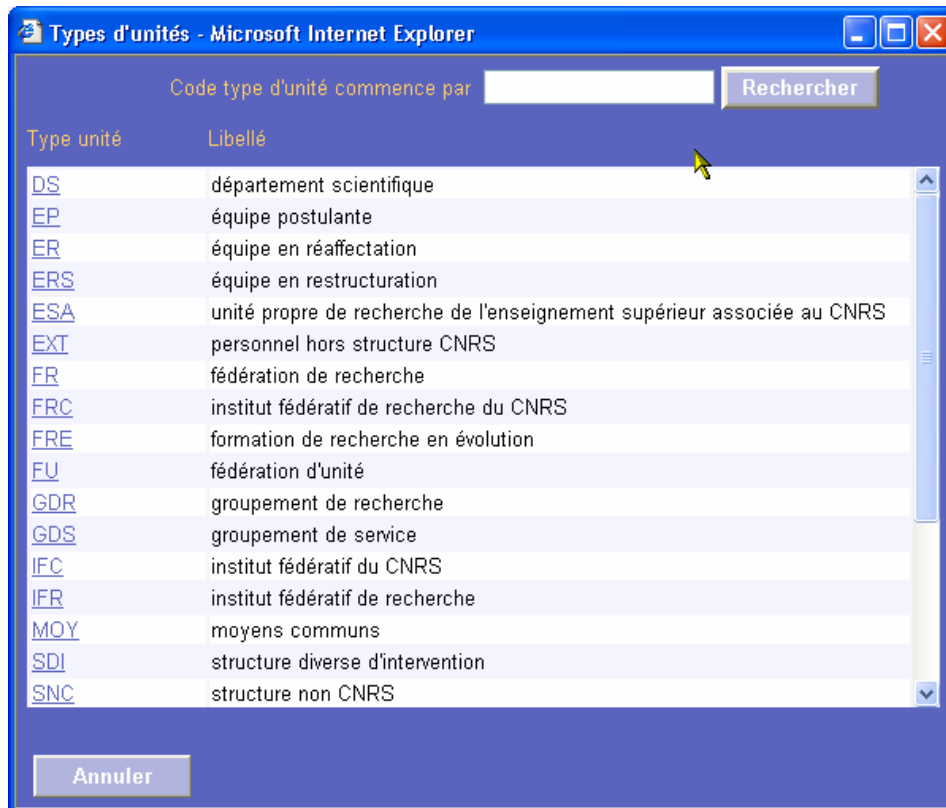 Types d'unités - Microsoft Internet Explorer
Code type d'unité commence par Rechercher
Type unité Libellé
DS département scientifique
EP équipe postulante
ER équipe en réaffectation
ERS équipe en restructuration
ESA unité propre de recherche de l'enseignement supérieur associée au CNRS
EXT personnel hors structure CNRS
FR fédération de recherche
FRC institut fédératif de recherche du CNRS
FRE formation de recherche en évolution
FU fédération d'unité
GDR groupement de recherche
GDS groupement de service
IFC institut fédératif du CNRS
IFR institut fédératif de recherche
MOY moyens communs
SDI structure diverse d'intervention
SNC structure non CNRS
Annuler